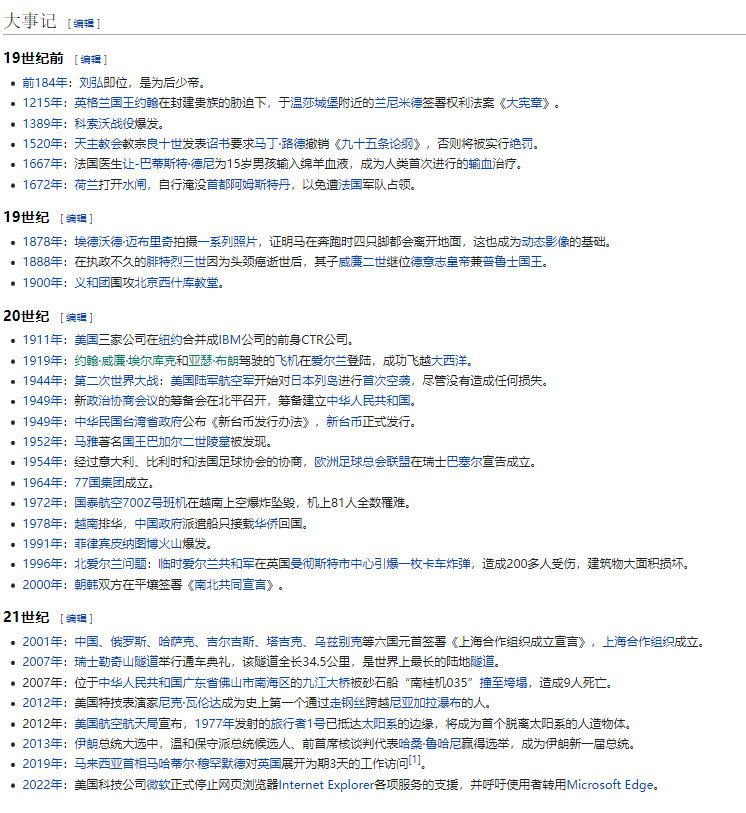 大事记 [编辑]
19世纪前 [编辑]
前184年：刘弘即位，是为后少帝。
1215年：英格兰国王约翰在封建贵族的胁迫下，于温莎城堡附近的兰尼米德签署权利法案《大宪章》。
1389年：科索沃战役爆发。
1520年：天主教会教宗良十世发表诏书要求马丁·路德撤销《九十五条论纲》，否则将被实行绝罚。
1667年：法国医生让-巴蒂斯特·德尼为15岁男孩输入绵羊血液，成为人类首次进行的输血治疗。
1672年：荷兰打开水闸，自行淹没首都阿姆斯特丹，以免遭法国军队占领。
19世纪 [编辑]
1878年：埃德沃德·迈布里奇拍摄一系列照片，证明马在奔跑时四只脚都会离开地面，这也成为动态影像的基础。
1888年：在执政不久的腓特烈三世因为头颈癌逝世后，其子威廉二世继位德意志皇帝兼普鲁士国王。
1900年：义和团围攻北京西什库教堂。
20世纪 [编辑]
1911年：美国三家公司在纽约合并成IBM公司的前身CTR公司。
1919年：约翰·威廉·埃尔库克和亚瑟·布朗驾驶的飞机在爱尔兰登陆，成功飞越大西洋。
1944年：第二次世界大战：美国陆军航空军开始对日本列岛进行首次空袭，尽管没有造成任何损失。
1949年：新政治协商会议的筹备会在北平召开，筹备建立中华人民共和国。
1949年：中华民国台湾省政府公布《新台币发行办法》，新台币正式发行。
1952年：马雅著名国王巴加尔二世陵墓被发现。
1954年：经过意大利、比利时和法国足球协会的协商，欧洲足球总会联盟在瑞士巴塞尔宣告成立。
1964年：77国集团成立。
1972年：国泰航空700Z号班机在越南上空爆炸坠毁，机上81人全数罹难。
1978年：越南排华，中国政府派遣船只接载华侨回国。
1991年：菲律宾皮纳图博火山爆发。
1996年：北爱尔兰问题：临时爱尔兰共和军在英国曼彻斯特市中心引爆一枚卡车炸弹，造成200多人受伤，建筑物大面积损坏。
2000年：朝韩双方在平壤签署《南北共同宣言》。
21世纪 [编辑]
2001年：中国、俄罗斯、哈萨克、吉尔吉斯、塔吉克、乌兹别克等六国元首签署《上海合作组织成立宣言》，上海合作组织成立。
2007年：瑞士勒奇山隧道举行通车典礼，该隧道全长34.5公里，是世界上最长的陆地隧道。
2007年：位于中华人民共和国广东省佛山市南海区的九江大桥被砂石船“南桂机035”撞至垮塌，造成9人死亡。
2012年：美国特技表演家尼克·瓦伦达成为史上第一个通过走钢丝跨越尼亚加拉瀑布的人。
2012年：美国航空航天局宣布，1977年发射的旅行者1号已抵达太阳系的边缘，将成为首个脱离太阳系的人造物体。
2013年：伊朗总统大选中，温和保守派总统候选人、前首席核谈判代表哈桑·鲁哈尼赢得选举，成为伊朗新一届总统。
2019年：马来西亚首相马哈蒂尔·穆罕默德对英国展开为期3天的工作访问[1]。
2022年：美国科技公司微软正式停止网页浏览器Internet Explorer各项服务的支援，并呼吁使用者转用Microsoft Edge。